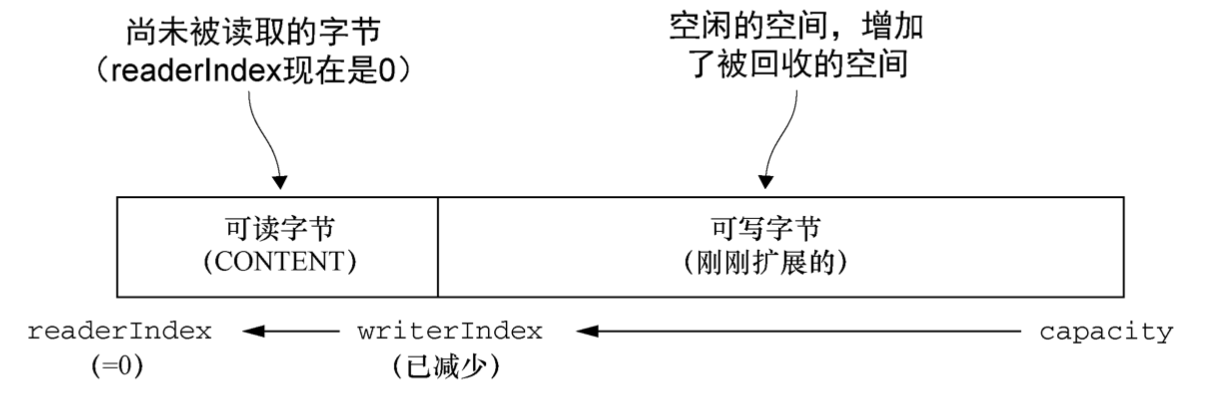 尚未被读取的字节
（readerIndex现在是0）
空闲的空间，增加
了被回收的空间
可读字节
（CONTENT）
可写字节
（刚刚扩展的）
readerIndex
（=0）
writerIndex
（已减少）
capacity